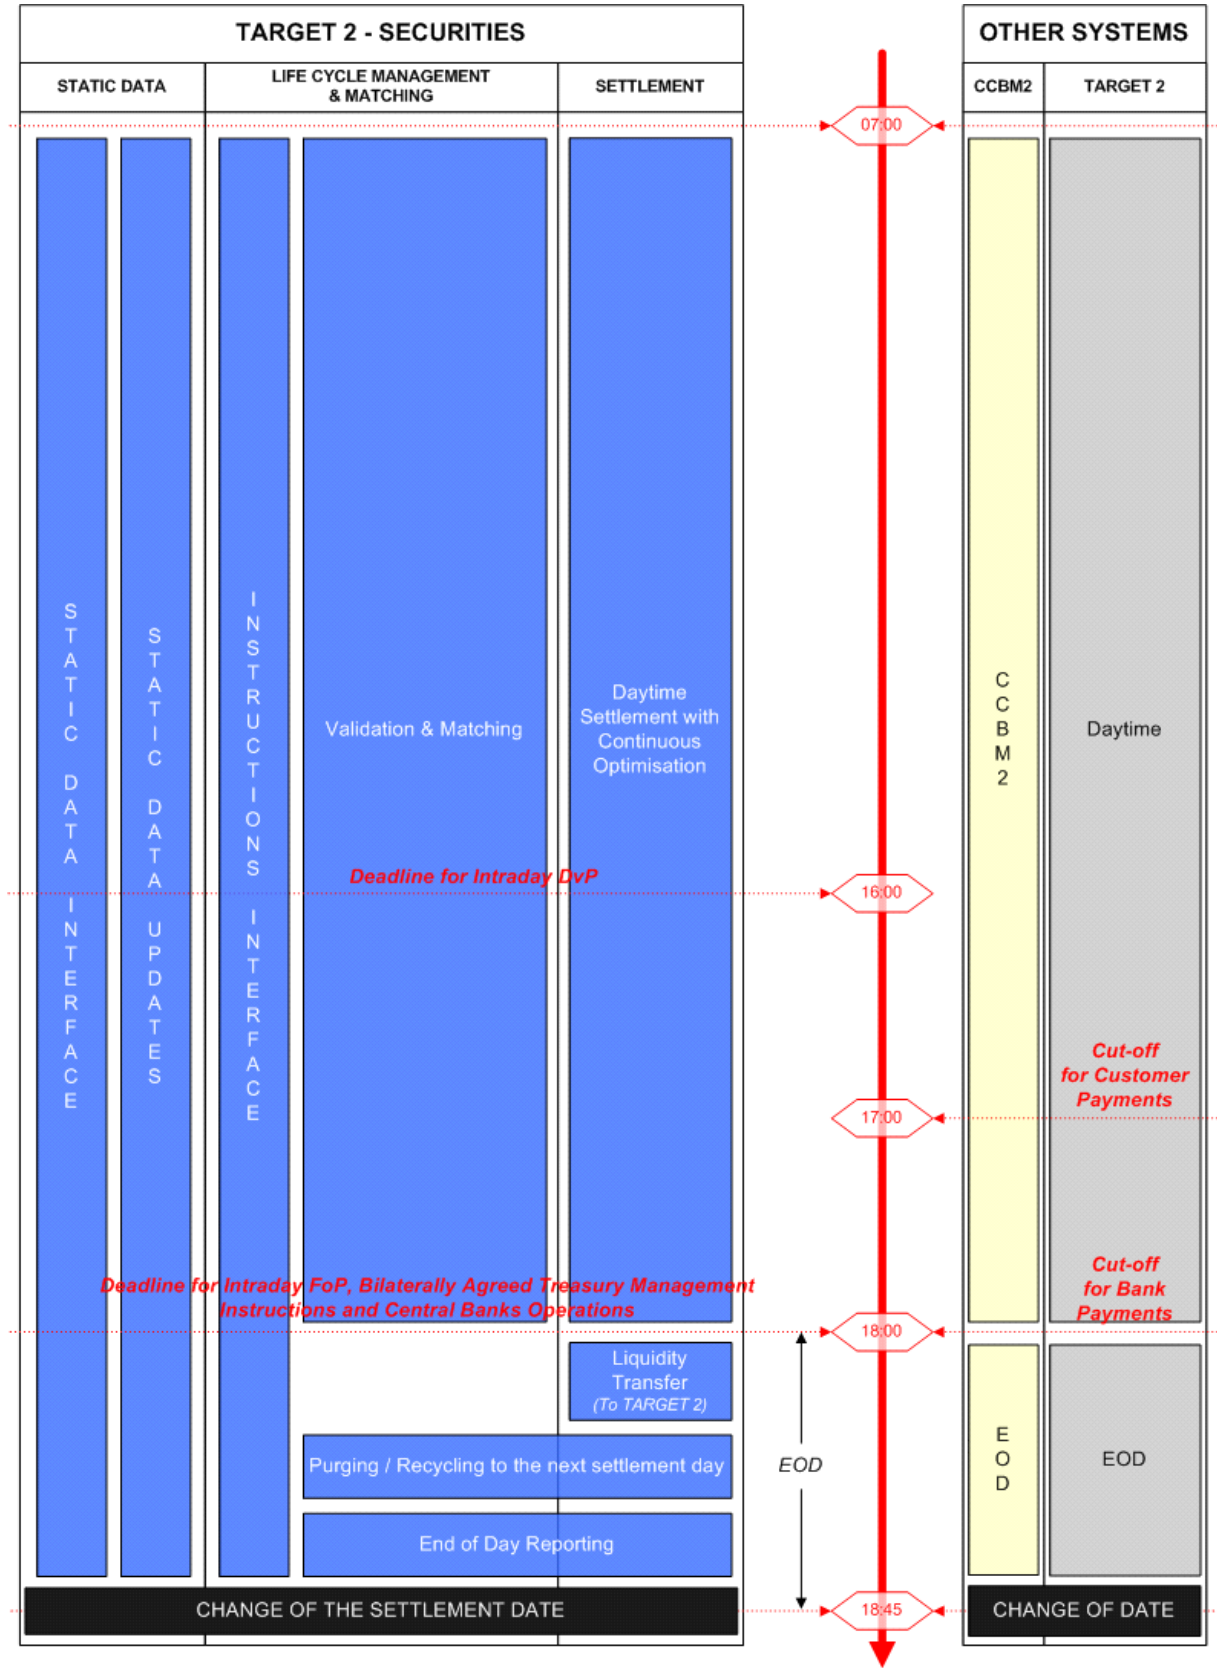 TARGET 2 - SECURITIES
OTHER SYSTEMS
STATIC DATA
LIFE CYCLE MANAGEMENT
& MATCHING
SETTLEMENT
CCBM2
TARGET 2
07:00
STATIC DATA INTERFACE
STATIC DATA UPDATES
INSTRUCTIONS INTERFACE
Validation & Matching
Daytime
Settlement with
Continuous
Optimisation
CCBM2
Daytime
Deadline for Intraday DvP
16:00
Cut-off
for Customer
Payments
17:00
Deadline for Intraday FoP, Bilaterally Agreed Treasury Management
Instructions and Central Banks Operations
Cut-off
for Bank
Payments
18:00
Liquidity
Transfer
(To TARGET 2)
Purging / Recycling to the next settlement day
EOD
EOD
EOD
End of Day Reporting
CHANGE OF THE SETTLEMENT DATE
18:45
CHANGE OF DATE